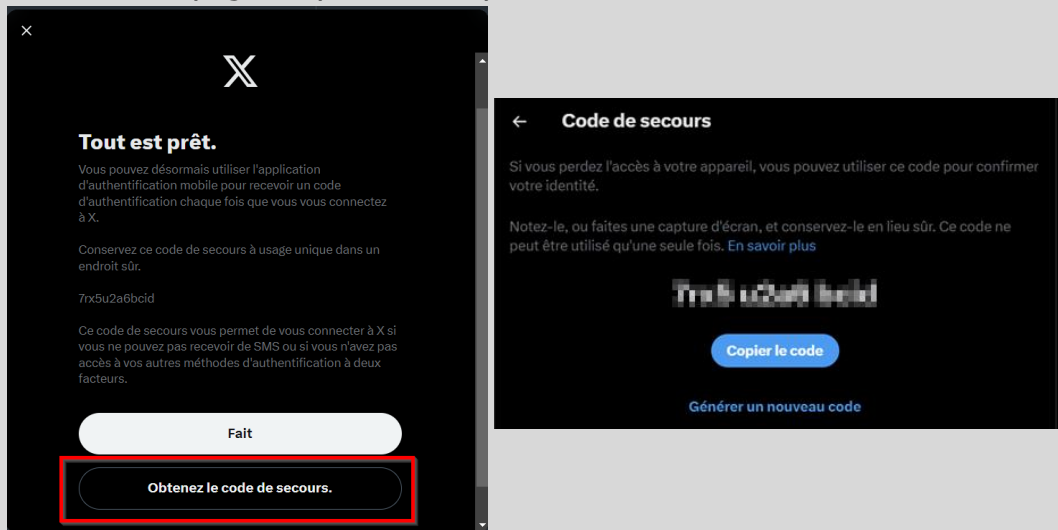 Tout est prêt.
Vous pouvez désormais utiliser l'application
d'authentification mobile pour recevoir un code
d'authentification chaque fois que vous vous connectez
à X.
Conservez ce code de secours à usage unique dans un
endroit sûr.
7rx5u2a6bcid
Ce code de secours vous permet de vous connecter à X si
vous ne pouvez pas recevoir de SMS ou si vous n'avez pas
accès à vos autres méthodes d'authentification à deux
facteurs.
Fait
Obtenez le code de secours.
Code de secours
Si vous perdez l'accès à votre appareil, vous pouvez utiliser ce code pour confirmer
votre identité.
Notez-le, ou faites une capture d'écran, et conservez-le en lieu sûr. Ce code ne
peut être utilisé qu'une seule fois. En savoir plus
Copier le code
Générer un nouveau code